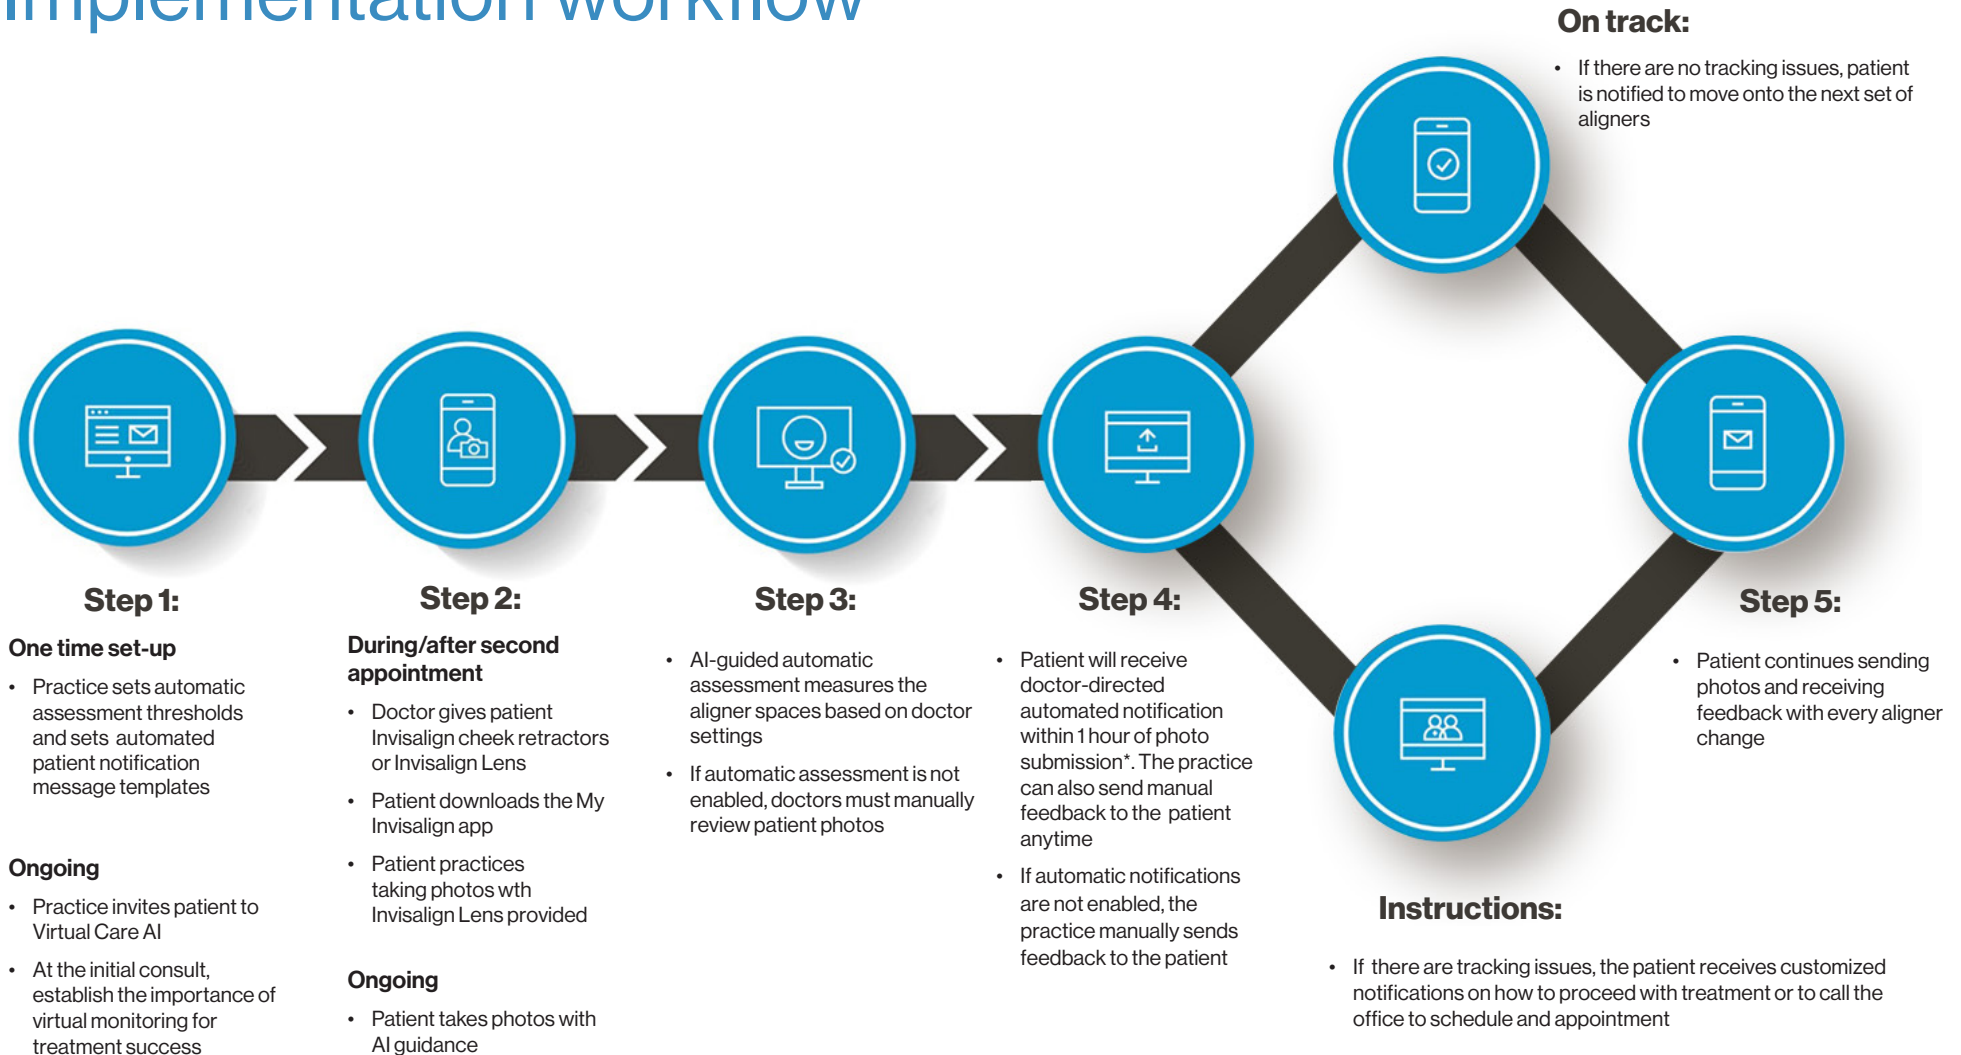 Implementation workflow
On track:
• If there are no tracking issues, patient
is notified to move onto the next set of
aligners
Step 1:
One time set-up
• Practice sets automatic
assessment thresholds
and sets automated
patient notification
message templates
Ongoing
• Practice invites patient to
Virtual Care AI
• At the initial consult,
establish the importance of
virtual monitoring for
treatment success
Step 2:
During/after second
appointment
• Doctor gives patient
Invisalign cheek retractors
or Invisalign Lens
• Patient downloads the My
Invisalign app
• Patient practices
taking photos wth
Invisalign Lens provided
Ongoing
• Patient takes photos with
AI guidance
Step 3:
• AI-guided automatic
assessment measures the
aligner spaces based on doctor
settings
• If automatic assessment is not
enabled, doctors must manually
review patient photos
Step 4:
• Patient will receive
doctor-directed
automated notification
within 1 hour of photo
submission*. The practice
can also send manual
feedback to the patient
anytime
• If automatic notifications
are not enabled, the
practice manually sends
feedback to the patient
Step 5:
• Patient continues sending
photos and receiving
feedback with every aligner
change
Instructions:
• If there are tracking issues, the patient receives customized
notifications on how to proceed with treatment or to call the
office to schedule and appointment